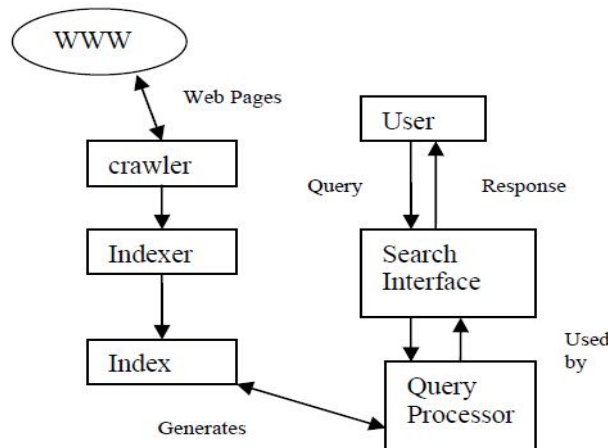 WWW
Web Pages
crawler
Indexer
Index
Generates
User
Query
Response
Search
Interface
Used
by
Query
Processor